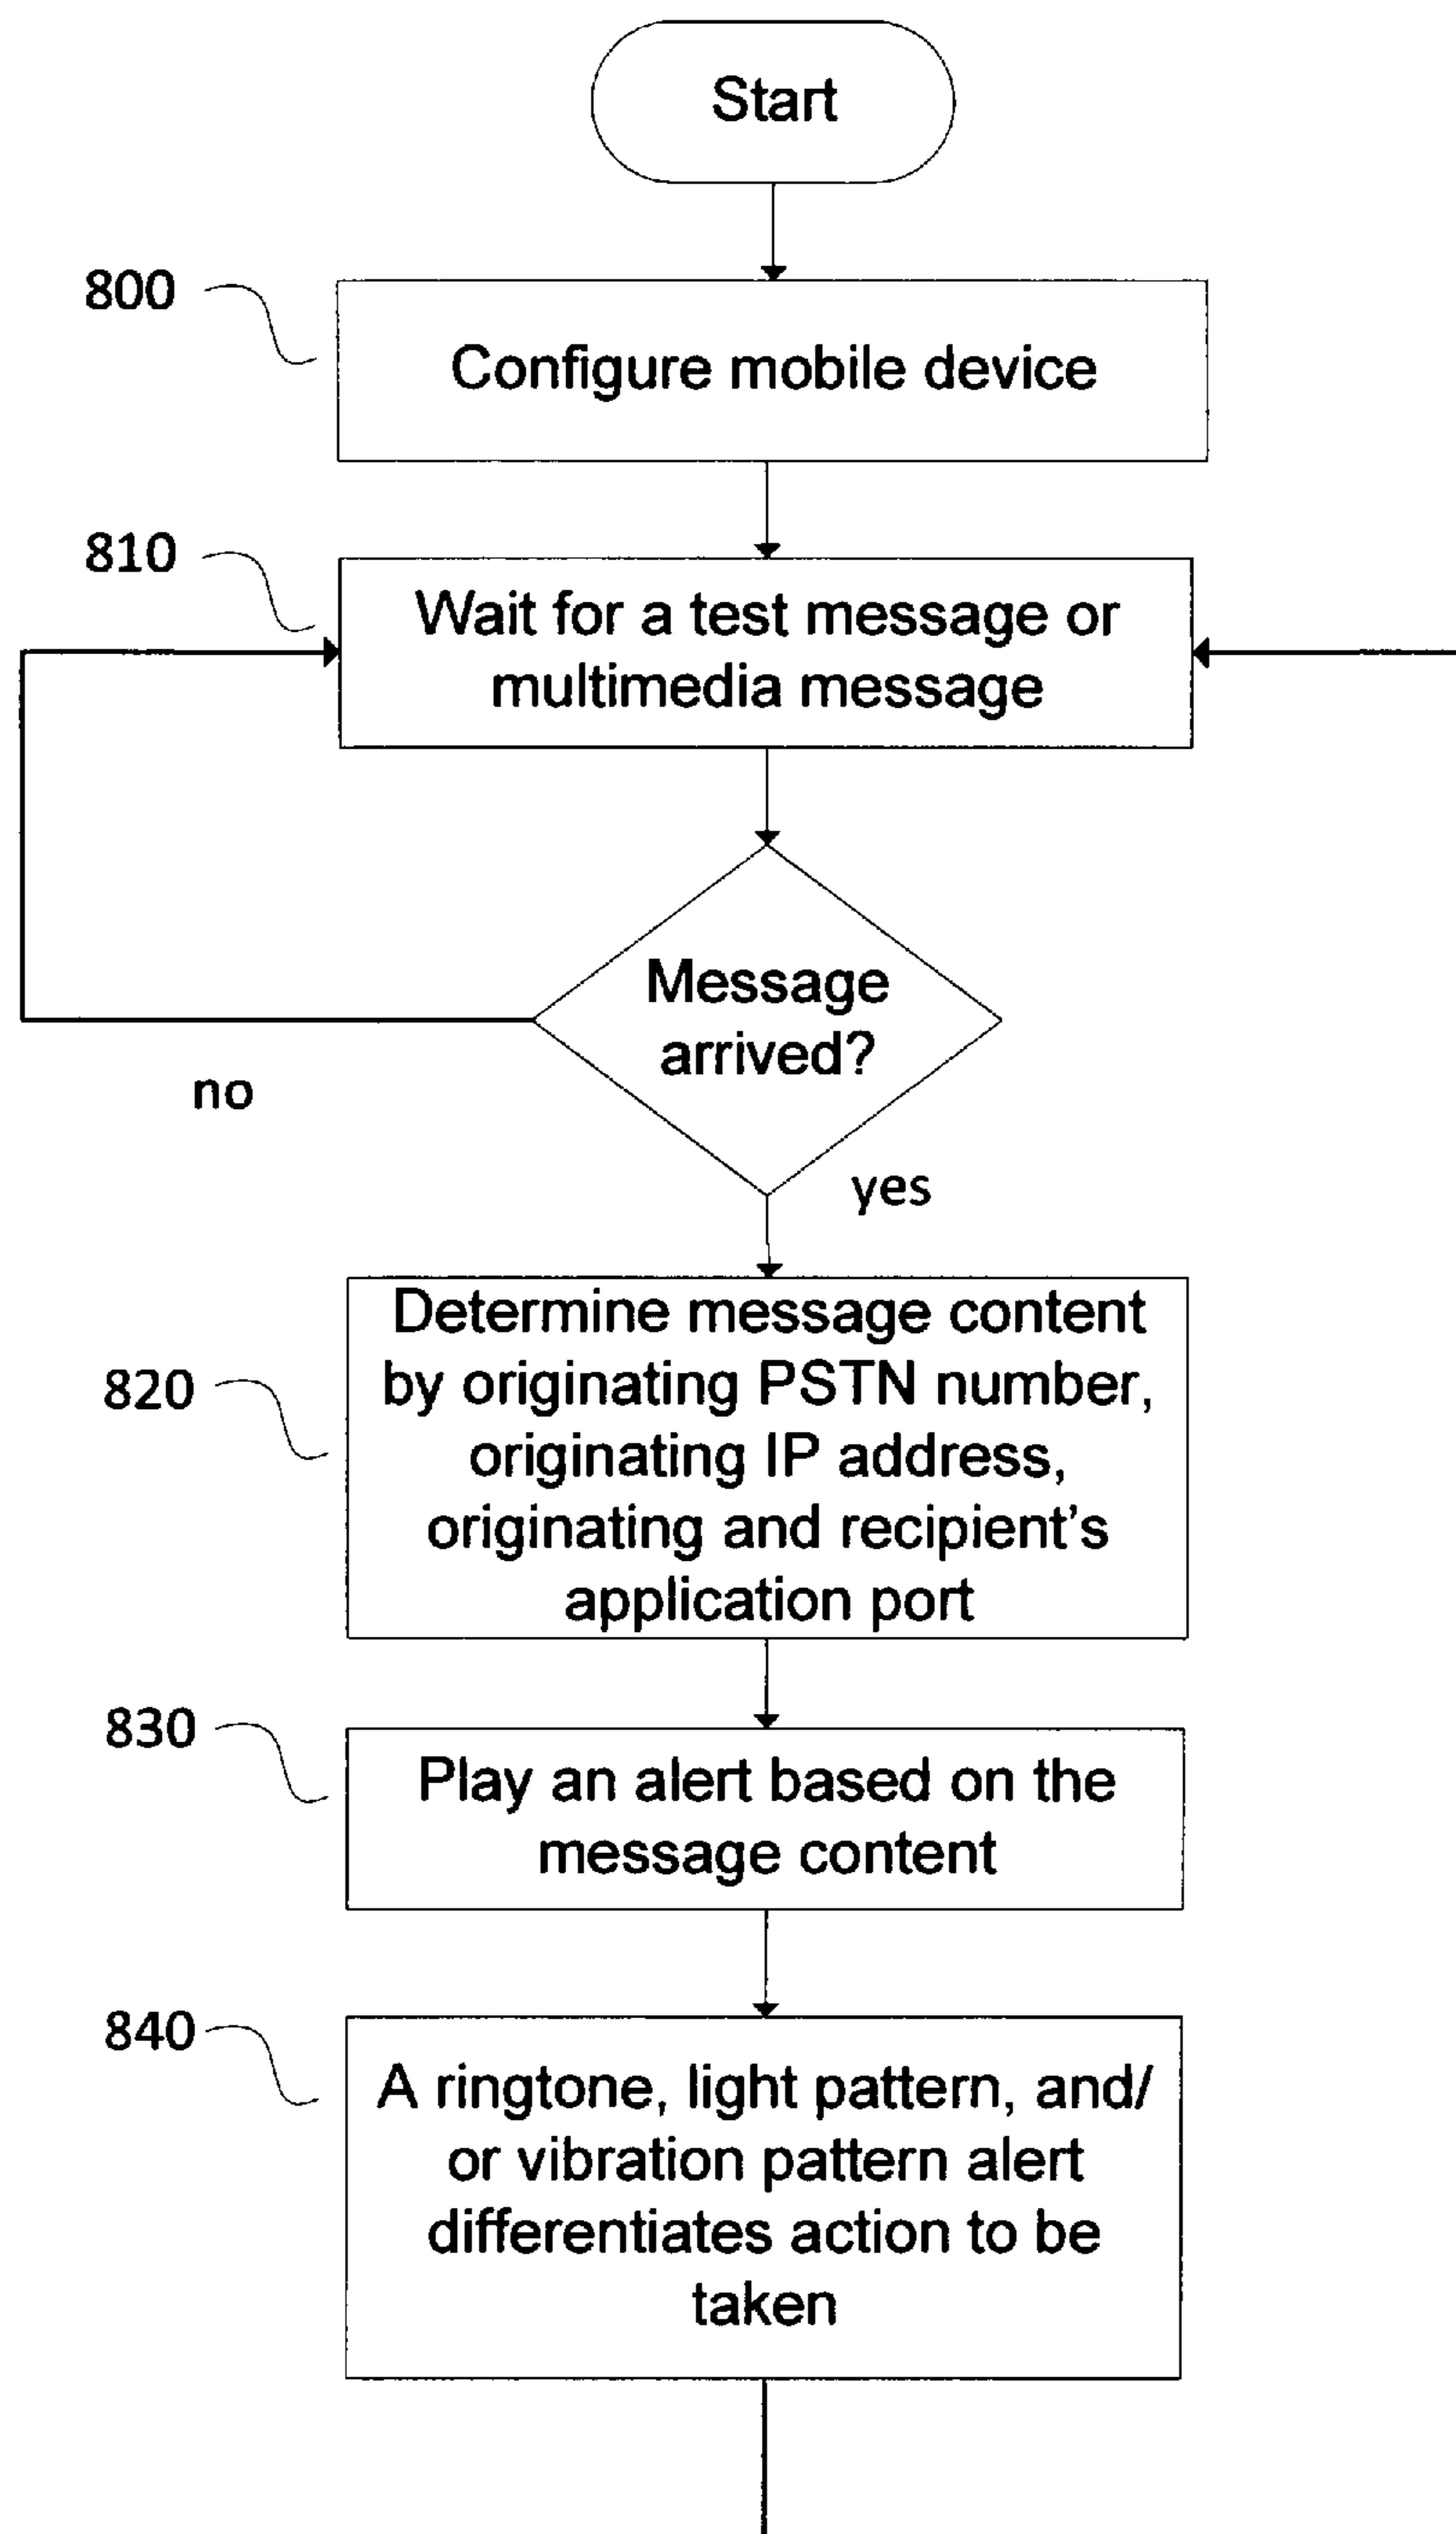 Start
800
Configure mobile device
810
Wait for a test message or
multimedia message
Message
arrived?
no
yes
820
Determine message content
by originating PSTN number,
originating IP address,
originating and recipient's
application port
830
Play an alert based on the
message content
840
A ringtone, light pattern, and/
or vibration pattern alert
differentiates action to be
taken